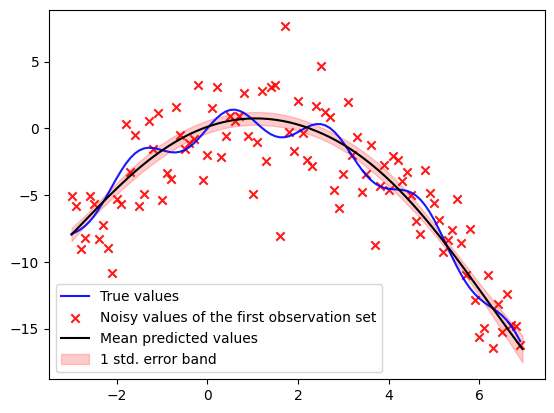 5
0
−5
−10
−15
True values
Noisy values of the first observation set
Mean predicted values
1 std. error band
−2 0 2 4 6